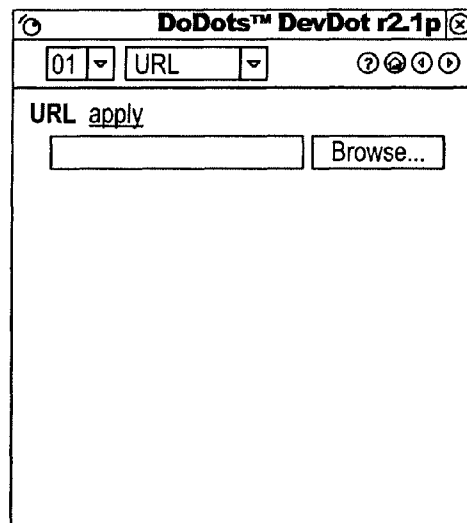 DoDots™ DevDot r2.1p
01 URL ?
URL apply
Browse...